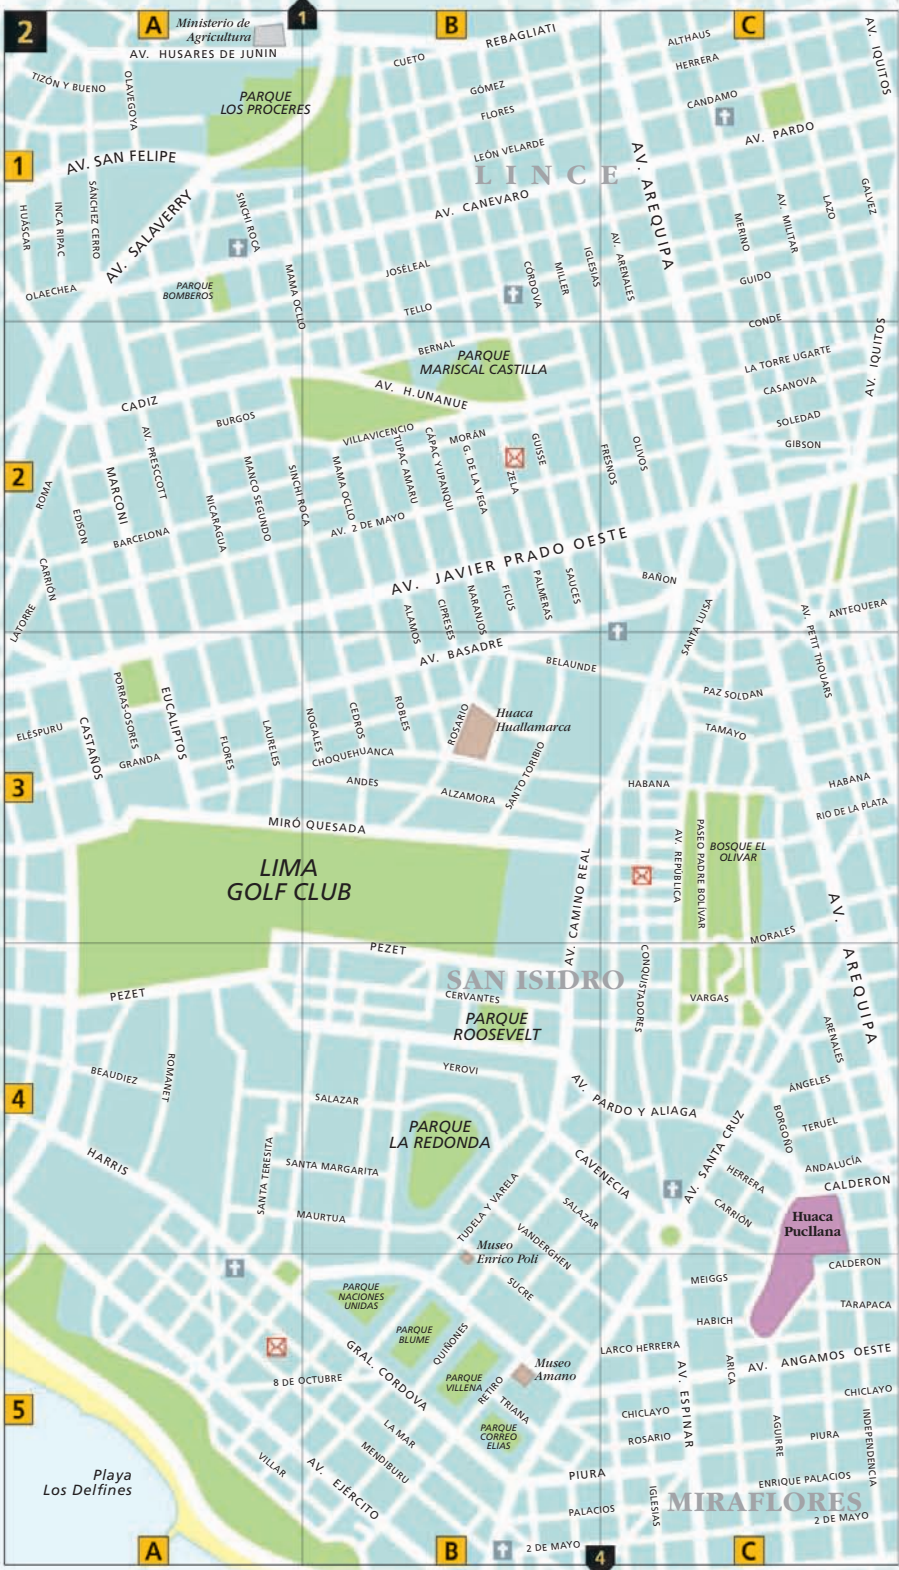 2
A
1
B
C
Ministerio de
Agricultura
AV. HUSARES DE JUNIN
REBAGLIATI
CUETO
ALTHAUS
HERRERA
AV. IQUITOS
TIZÓN Y BUENO
OLAVEGOYA
PARQUE
LOS PROCERES
GÓMEZ
FLORES
CANDAMO
AV. PARDO
1
AV. SAN FELIPE
LEÓN VELARDE
LINCE
AV. AREQUIPA
HUÁSCAR
INCA RIPAC
SÁNCHEZ CERRO
AV. SALAVERRY
SINCHI ROCA
AV. CANEVARO
MERINO
AV. MILITAR
LAZO
GALVEZ
OLAECHEA
PARQUE
BOMBEROS
MAMA OCLLO
JOSÉLEAL
TELLO
CÓRDOVA
MILLER
IGLESIAS
AV. ARENALES
GUIDO
CONDE
BERNAL
PARQUE
MARISCAL CASTILLA
AV. H.UNANUE
LA TORRE UGARTE
CASANOVA
AV. IQUITOS
CADIZ
BURGOS
VILLAVICENCIO
MORÁN
SOLEDAD
GIBSON
2
ROMA
EDISON
MARCONI
AV. PRESCCOTT
NICARAGUA
MANCO SEGUNDO
SINCHI ROCA
MAMA OCLLO
TUPAC AMARU
CÁPAC YUPANQUI
G. DE LA VEGA
ZELA
GUISSE
FRESNOS
OLIVOS
BARCELONA
AV. 2 DE MAYO
AV. JAVIER PRADO OESTE
CARRIÓN
LATORRE
ALAMOS
CIPRESES
NARANJOS
FICUS
PALMERAS
SAUCES
BAÑON
SANTA LUISA
ANTEQUERA
AV. PETIT THOUARS
AV. BASADRE
BELAUNDE
PAZ SOLDAN
TAMAYO
ELÉSPURU
CASTAÑOS
PORRAS OSORES
EUCALIPTOS
GRANDA
FLORES
LAURELES
NOGALES
CEDROS
ROBLES
CHOQUEHUANCA
ROSARIO
Huaca
Huallamarca
SANTO TORIBIO
3
ANDES
ALZAMORA
HABANA
HABANA
RIO DE LA PLATA
MIRÓ QUESADA
LIMA
GOLF CLUB
AV. CAMINO REAL
AV. REPÚBLICA
PASEO PADRE BOLÍVAR
BOSQUE EL
OLIVAR
AV. AREQUIPA
MORALES
PEZET
SAN ISIDRO
CONQUISTADORES
PEZET
CERVANTES
VARGAS
PARQUE
ROOSEVELT
ARENALES
BEAUDIEZ
ROMANET
YEROVI
4
SALAZAR
AV. PARDO Y ALIAGA
ÁNGELES
BORGOÑO
TERUEL
PARQUE
LA REDONDA
AV. SANTA CRUZ
HARRIS
SANTA TERESITA
SANTA MARGARITA
CAVENECIA
HERRERA
ANDALUCÍA
CALDERON
MAURTUA
TUDELA Y VARELA
SALAZAR
CARRIÓN
Huaca
Pucllana
VANDERGHEN
Museo
Enrico Poli
SUCRE
MEIGGS
CALDERON
PARQUE
NACIONES
UNIDAS
PARQUE
BLUME
QUIÑONES
HABICH
TARAPACA
GRAL. CORDOVA
PARQUE
VILLENA
RETIRO
TRIANA
Museo
Amano
LARCO HERRERA
ARICA
AV. ANGAMOS OESTE
8 DE OCTUBRE
5
AV. ESPINAR
CHICLAYO
CHICLAYO
PARQUE
CORREO
ELIAS
LA MAR
ROSARIO
AGUIRRE
PIURA
INDEPENDENCIA
MENDIBURU
VILLAR
AV. EJÉRCITO
PIURA
ENRIQUE PALACIOS
Playa
Los Delfines
PALACIOS
IGLESIAS
MIRAFLORES
2 DE MAYO
2 DE MAYO
A
B
4
C